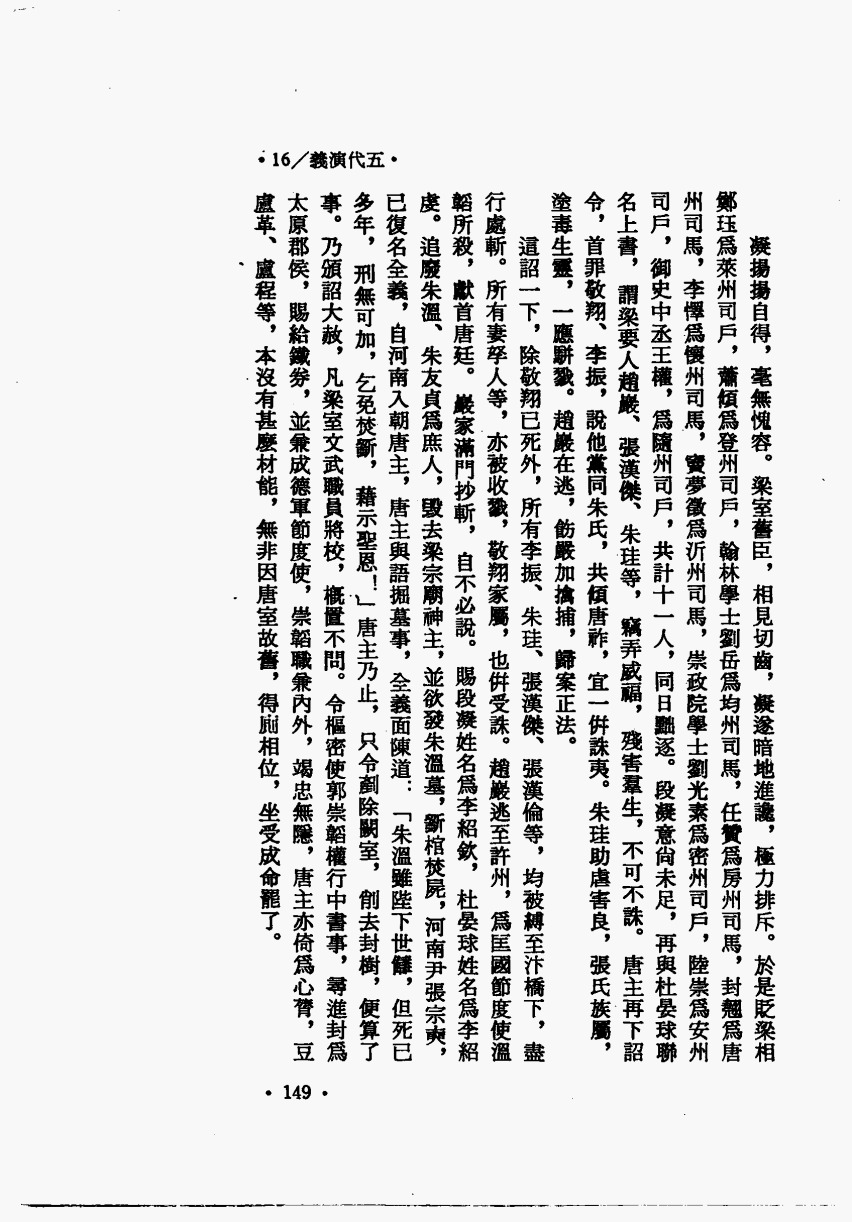 •16／義演代五•
凝揚揚自得，毫無愧容。梁室舊臣，相見切齒，凝遂暗地進讒，極力排斥。於是貶梁相
鄭珏爲萊州司戶，蕭傾爲登州司戶，翰林學士劉岳爲均州司馬，任贊爲房州司馬，封翹爲唐
州司馬，李懌爲懷州司馬，竇夢徵爲沂州司馬，崇政院學士劉光素爲密州司戶，陸崇爲安州
司戶，御史中丞王權，爲隨州司戶，共計十一人，同日黜逐。段凝意尙未足，再與杜晏球聯
名上書，謂梁要人趙巖、張漢傑、朱珪等，竊弄威福，殘害羣生，不可不誅。唐主再下詔
令，首罪敬翔、李振，說他黨同朱氏，共傾唐祚，宜一併誅夷。朱珪助虐害良，張氏族屬，
塗毒生靈，一應駢戮。趙巖在逃，飭嚴加擒捕，歸案正法。
這詔一下，除敬翔已死外，所有李振、朱珪、張漢傑、張漢倫等，均被縛至汴橋下，盡
行處斬。所有妻孥人等，亦被收戮，敬翔家屬，也併受誅。趙巖逃至許州，爲匡國節度使溫
韜所殺，獻首唐廷。巖家滿門抄斬，自不必說。賜段凝姓名爲李紹欽，杜晏球姓名爲李紹
虔。追廢朱溫、朱友貞爲庶人，毀去梁宗廟神主，並欲發朱溫墓，斵棺焚屍，河南尹張宗奭，
已復名全義，自河南入朝唐主，唐主與語掘墓事，全義面陳道：「朱溫雖陛下世讎，但死已
多年，刑無可加，乞免焚斵，藉示聖恩！」唐主乃止，只令剷除闕室，削去封樹，便算了
事。乃頒詔大赦，凡梁室文武職員將校，概置不問。令樞密使郭崇韜權行中書事，尋進封爲
太原郡侯，賜給鐵券，並兼成德軍節度使，崇韜職兼內外，竭忠無隱，唐主亦倚爲心膂，豆
盧革、盧程等，本沒有甚麼材能，無非因唐室故舊，得厠相位，坐受成命罷了。
•149•